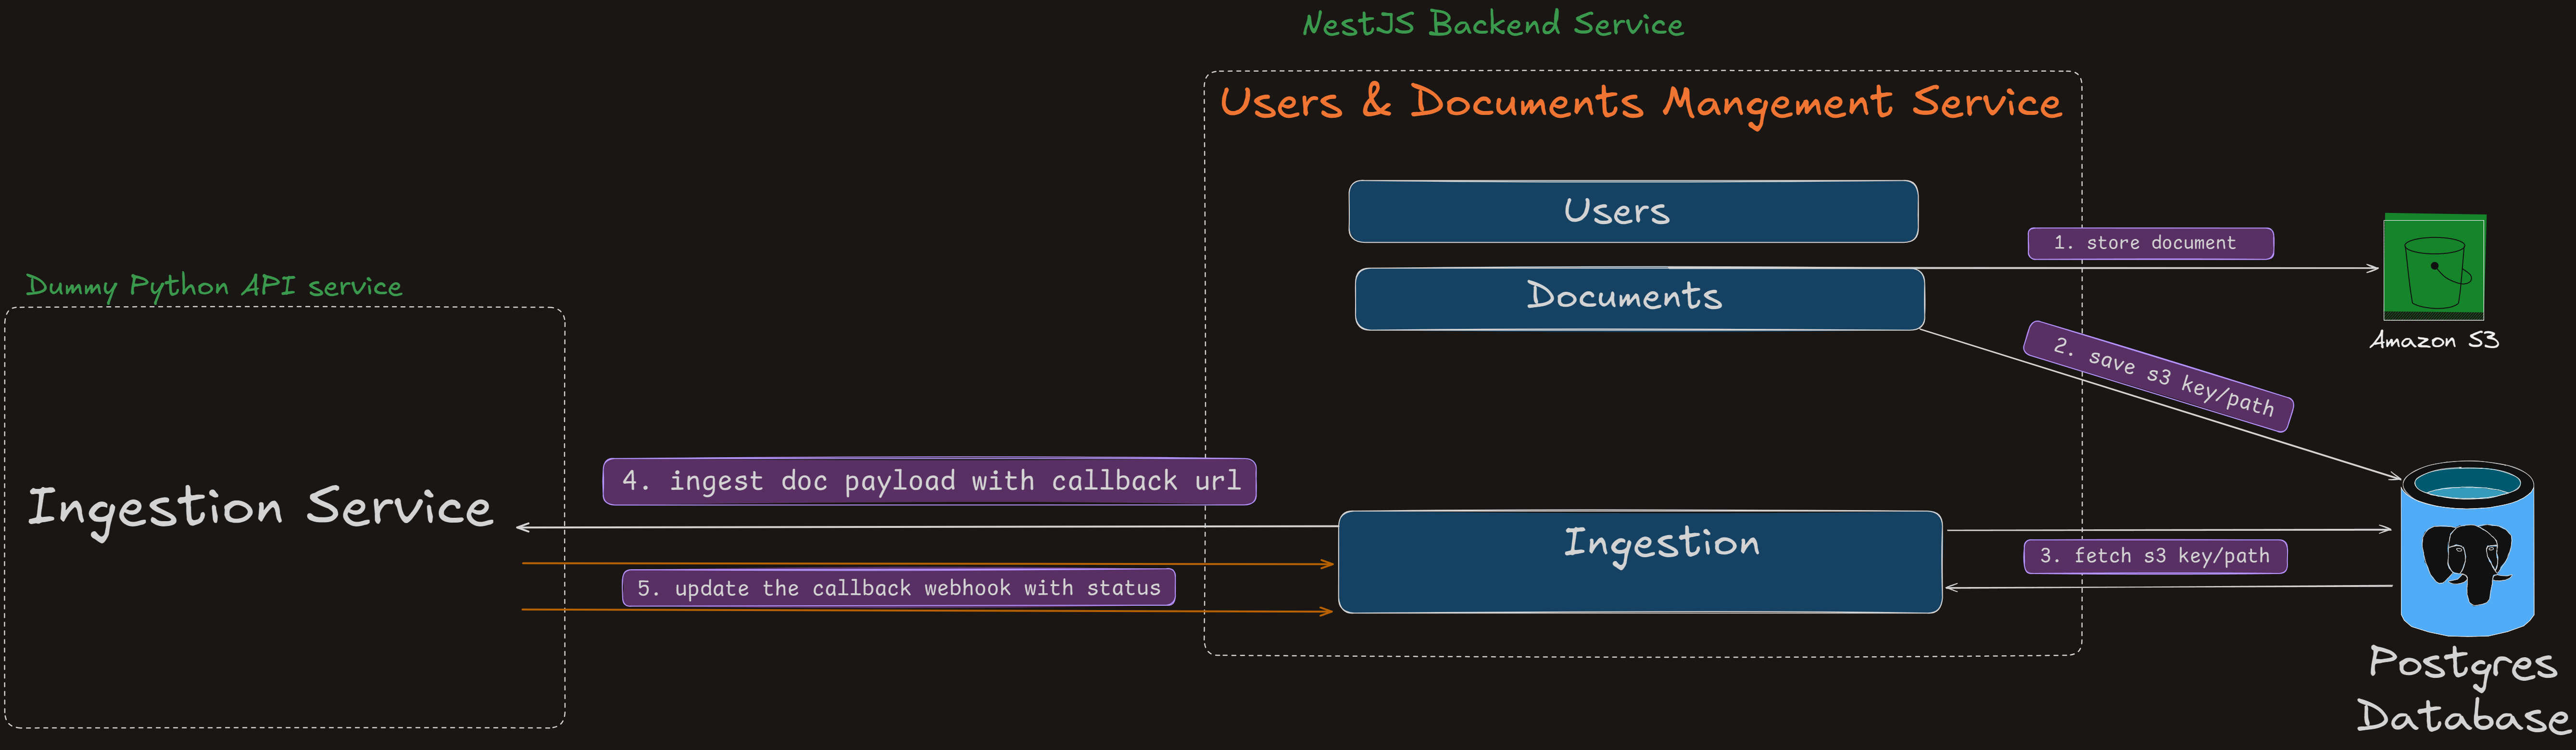 NestJS Backend Service
Users & Documents Mangement Service
Users
1. store document
Documents
Dummy Python API service
Amazon S3
2. save s3 key/path
4. ingest doc payload with callback url
Ingestion Service
Ingestion
3. fetch s3 key/path
5. update the callback webhook with status
Postgres
Database